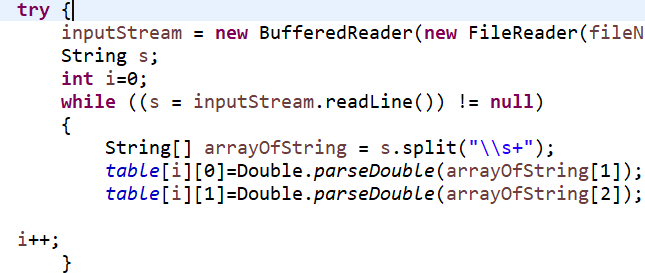 try {
inputStream = new BufferedReader(new FileReader(fileN
String s;
int i=0;
while ((s = inputStream.readLine()) != null)
{
String[] arrayOfString = s.split("\\s+");
table[i][0]=Double.parseDouble(arrayOfString[1]);
table[i][1]=Double.parseDouble(arrayOfString[2]);
i++;
}